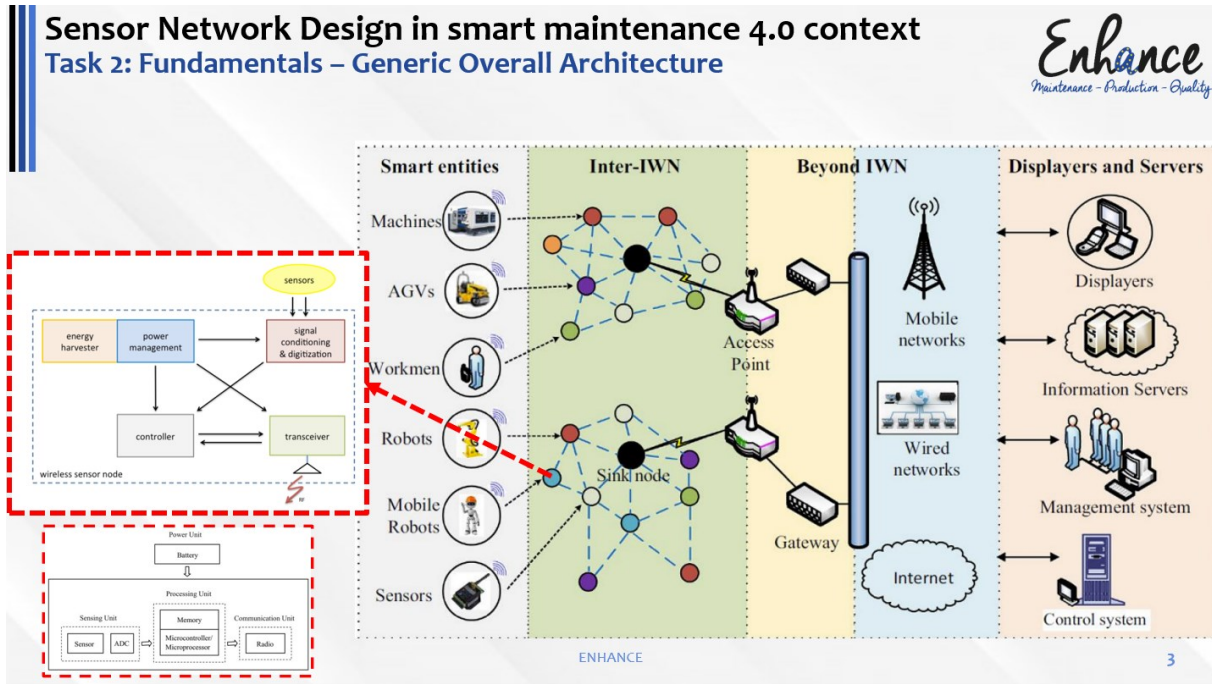 Sensor Network Design in smart maintenance 4.0 context
Task 2: Fundamentals – Generic Overall Architecture
Enhance
Maintenance - Production - Quality
Smart entities
Inter-IWN
Beyond IWN
Displayers and Servers
Machines
AGVs
Workmen
Robots
Mobile
Robots
Sensors
Sink node
Access
Point
Gateway
Mobile
networks
Wired
networks
Internet
Displayers
Information Servers
Management system
Control system
sensors
energy
harvester
power
management
signal
conditioning
& digitization
controller
transceiver
wireless sensor node
RF
Power Unit
Battery
Processing Unit
Sensing Unit
Memory
Communication Unit
Sensor
ADC
Microcontroller/
Microprocessor
Radio
ENHANCE
3